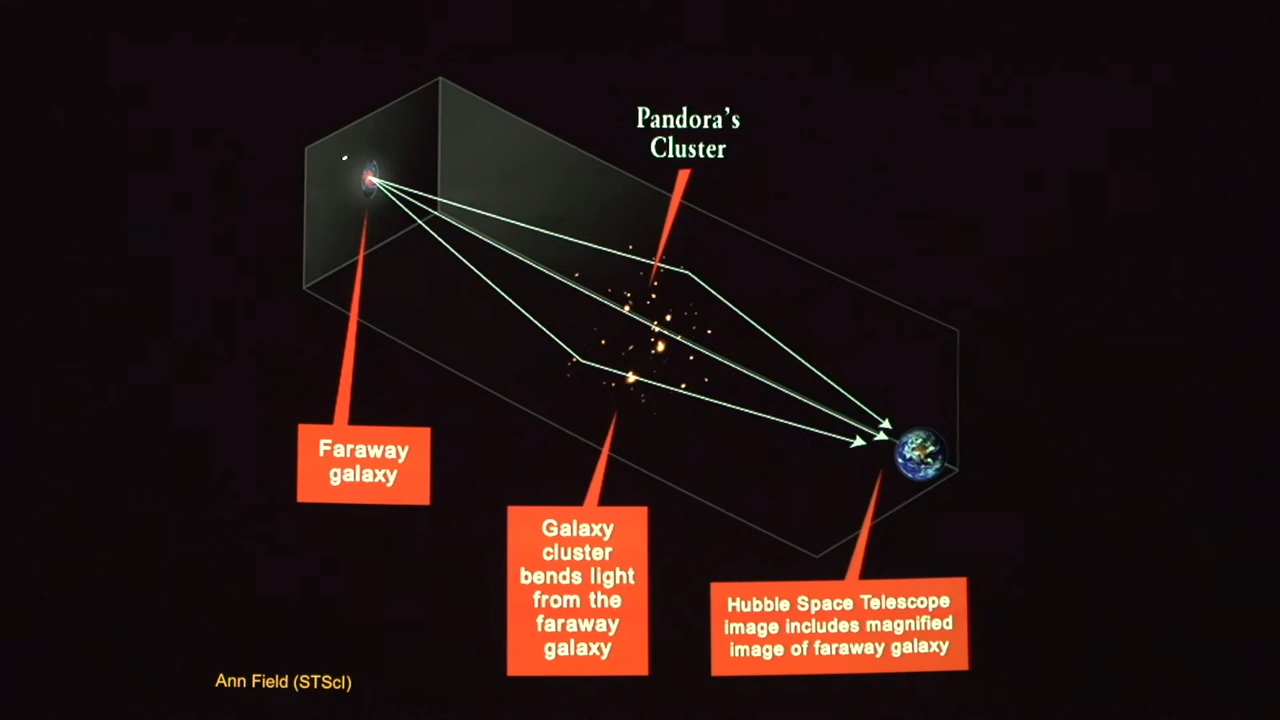 Pandora's
Cluster
Faraway
galaxy
Galaxy
cluster
bends light
from the
faraway
galaxy
Hubble Space Telescope
image includes magnified
image of faraway galaxy
Ann Field (STScI)